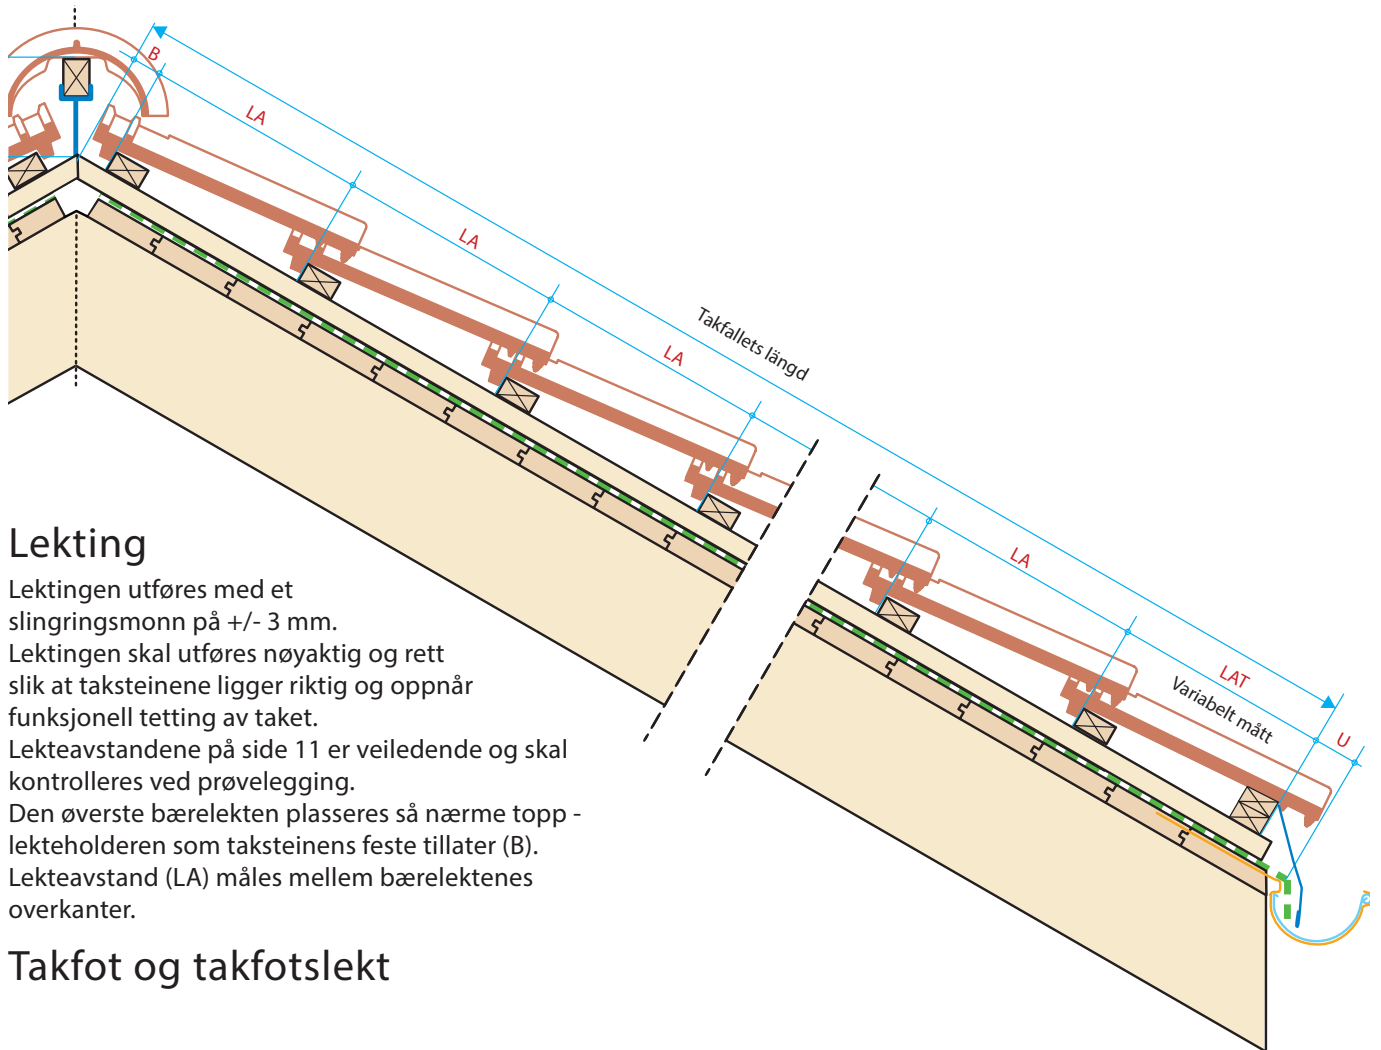 B
LA
LA
Takfallets längd
LA
LA
LAT
Variabelt mått
U
Lekting
Lektingen utføres med et
slingringsmonn på +/- 3 mm.
Lektingen skal utføres nøyaktig og rett
slik at taksteinene ligger riktig og oppnår
funksjonell tetting av taket.
Lekteavstandene på side 11 er veiledende og skal
kontrolleres ved prøvelegging.
Den øverste bærelekten plasseres så nærme topp -
lekteholderen som taksteinens feste tillater (B).
Lekteavstand (LA) måles mellem bærelektenes
overkanter.
Takfot og takfotslekt